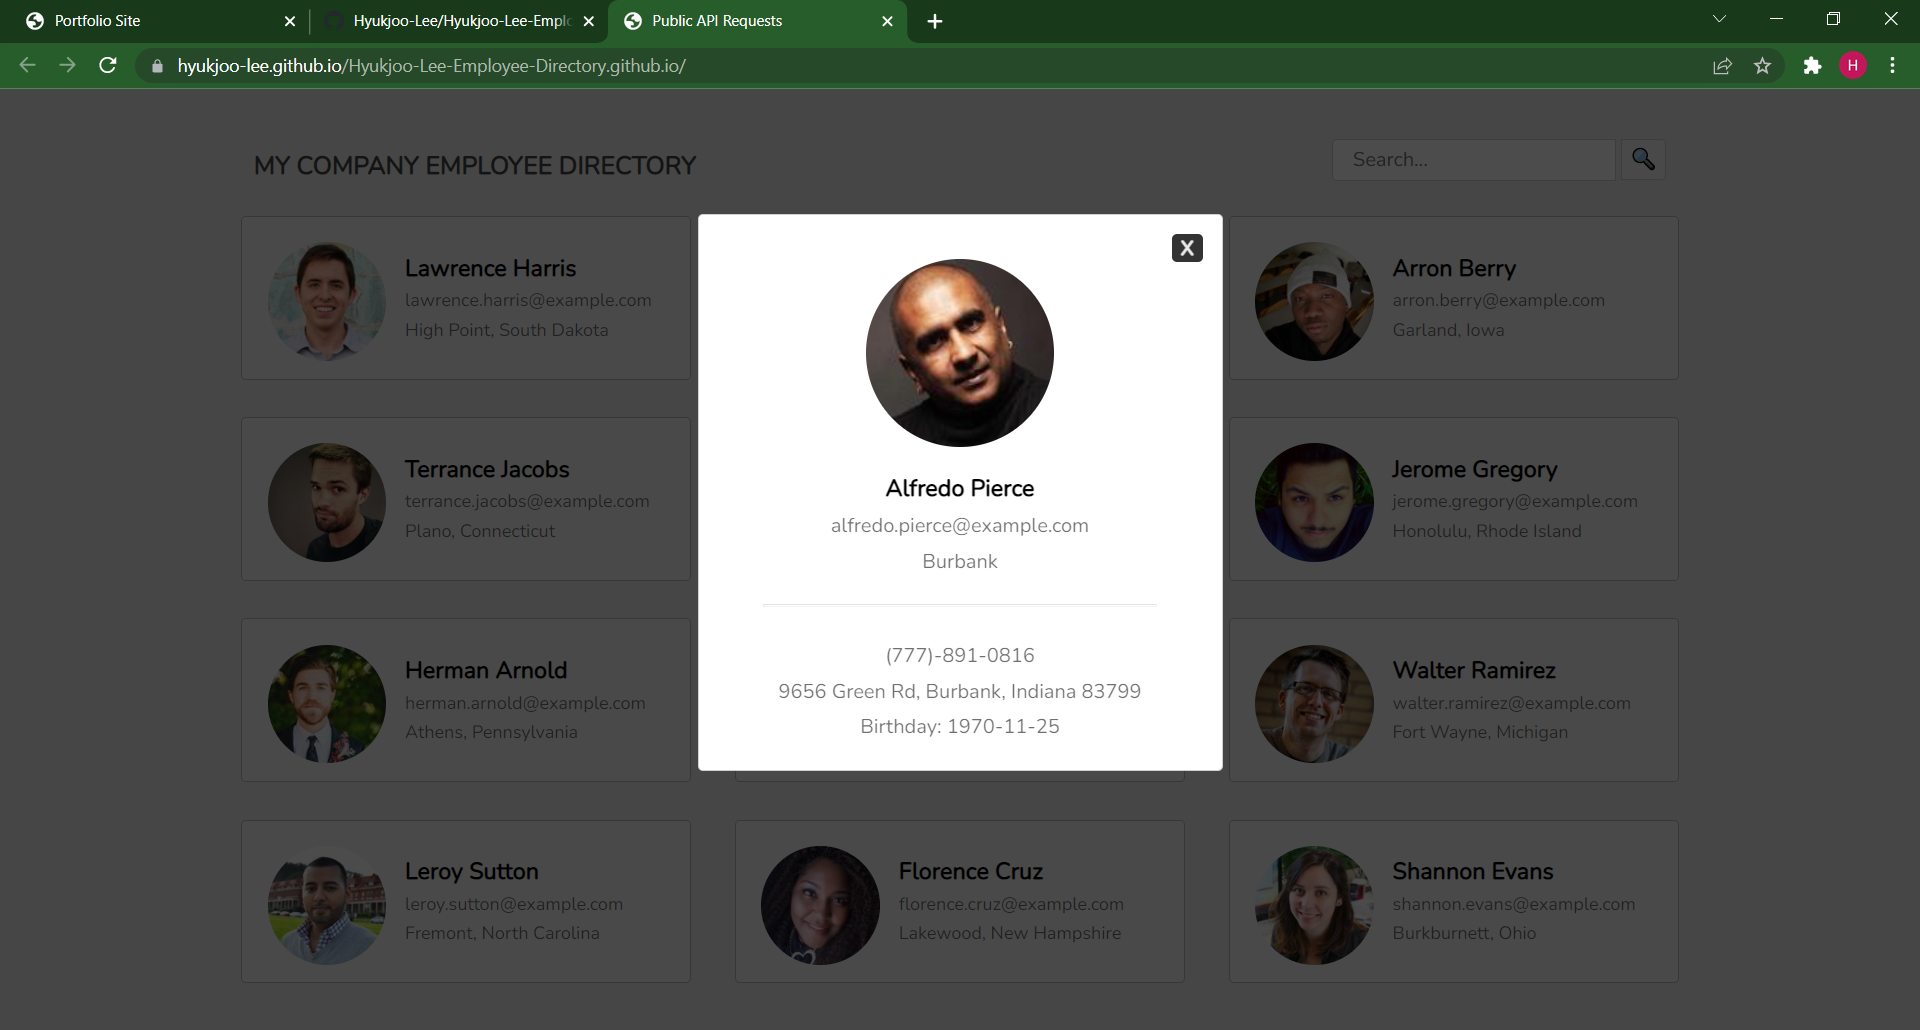 Portfolio Site
Hyukjoo-Lee/Hyukjoo-Lee-Emplo
Public API Requests
hyukjoo-lee.github.io/Hyukjoo-Lee-Employee-Directory.github.io/
H
MY COMPANY EMPLOYEE DIRECTORY
Search...
Lawrence Harris
lawrence.harris@example.com
High Point, South Dakota
X
Alfredo Pierce
alfredo.pierce@example.com
Burbank
(777)-891-0816
9656 Green Rd, Burbank, Indiana 83799
Birthday: 1970-11-25
Arron Berry
arron.berry@example.com
Garland, Iowa
Terrance Jacobs
terrance.jacobs@example.com
Plano, Connecticut
Jerome Gregory
jerome.gregory@example.com
Honolulu, Rhode Island
Herman Arnold
herman.arnold@example.com
Athens, Pennsylvania
Walter Ramirez
walter.ramirez@example.com
Fort Wayne, Michigan
Leroy Sutton
leroy.sutton@example.com
Fremont, North Carolina
Florence Cruz
florence.cruz@example.com
Lakewood, New Hampshire
Shannon Evans
shannon.evans@example.com
Burkburnett, Ohio